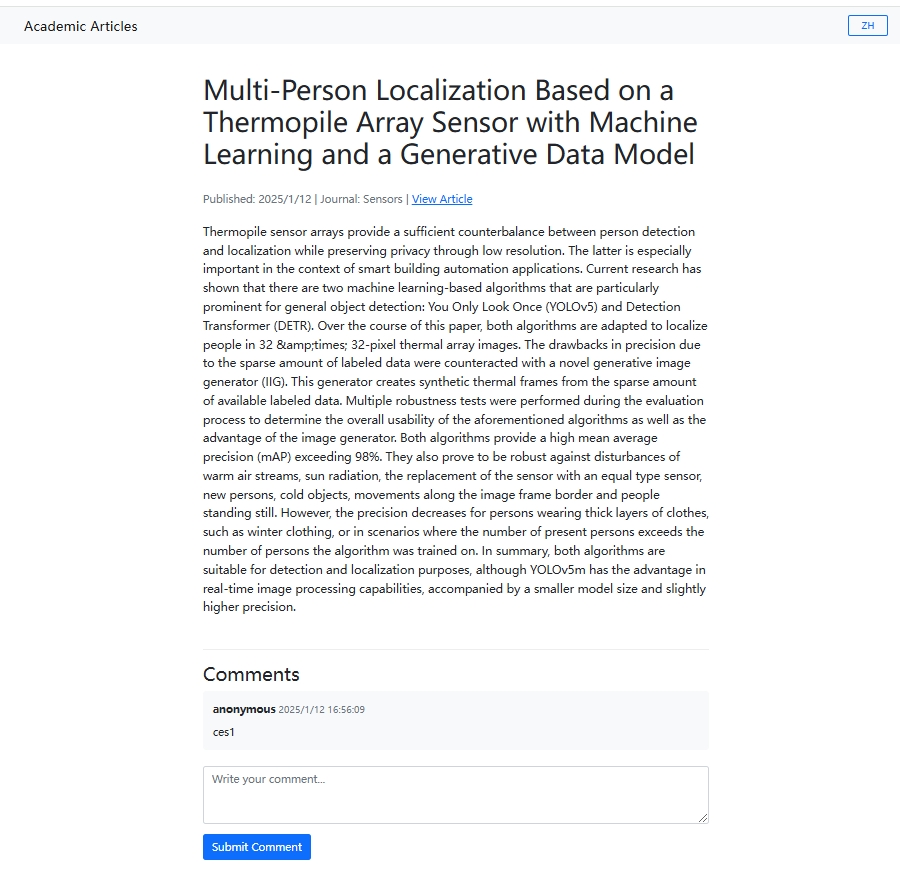 Academic Articles
ZH
Multi-Person Localization Based on a
Thermopile Array Sensor with Machine
Learning and a Generative Data Model
Published: 2025/1/12 | Journal: Sensors | View Article
Thermopile sensor arrays provide a sufficient counterbalance between person detection
and localization while preserving privacy through low resolution. The latter is especially
important in the context of smart building automation applications. Current research has
shown that there are two machine learning-based algorithms that are particularly
prominent for general object detection: You Only Look Once (YOLOv5) and Detection
Transformer (DETR). Over the course of this paper, both algorithms are adapted to localize
people in 32 &amp;times; 32-pixel thermal array images. The drawbacks in precision due
to the sparse amount of labeled data were counteracted with a novel generative image
generator (IIG). This generator creates synthetic thermal frames from the sparse amount
of available labeled data. Multiple robustness tests were performed during the evaluation
process to determine the overall usability of the aforementioned algorithms as well as the
advantage of the image generator. Both algorithms provide a high mean average
precision (mAP) exceeding 98%. They also prove to be robust against disturbances of
warm air streams, sun radiation, the replacement of the sensor with an equal type sensor,
new persons, cold objects, movements along the image frame border and people
standing still. However, the precision decreases for persons wearing thick layers of clothes,
such as winter clothing, or in scenarios where the number of present persons exceeds the
number of persons the algorithm was trained on. In summary, both algorithms are
suitable for detection and localization purposes, although YOLOv5m has the advantage in
real-time image processing capabilities, accompanied by a smaller model size and slightly
higher precision.
Comments
anonymous 2025/1/12 16:56:09
ces1
Write your comment...
Submit Comment